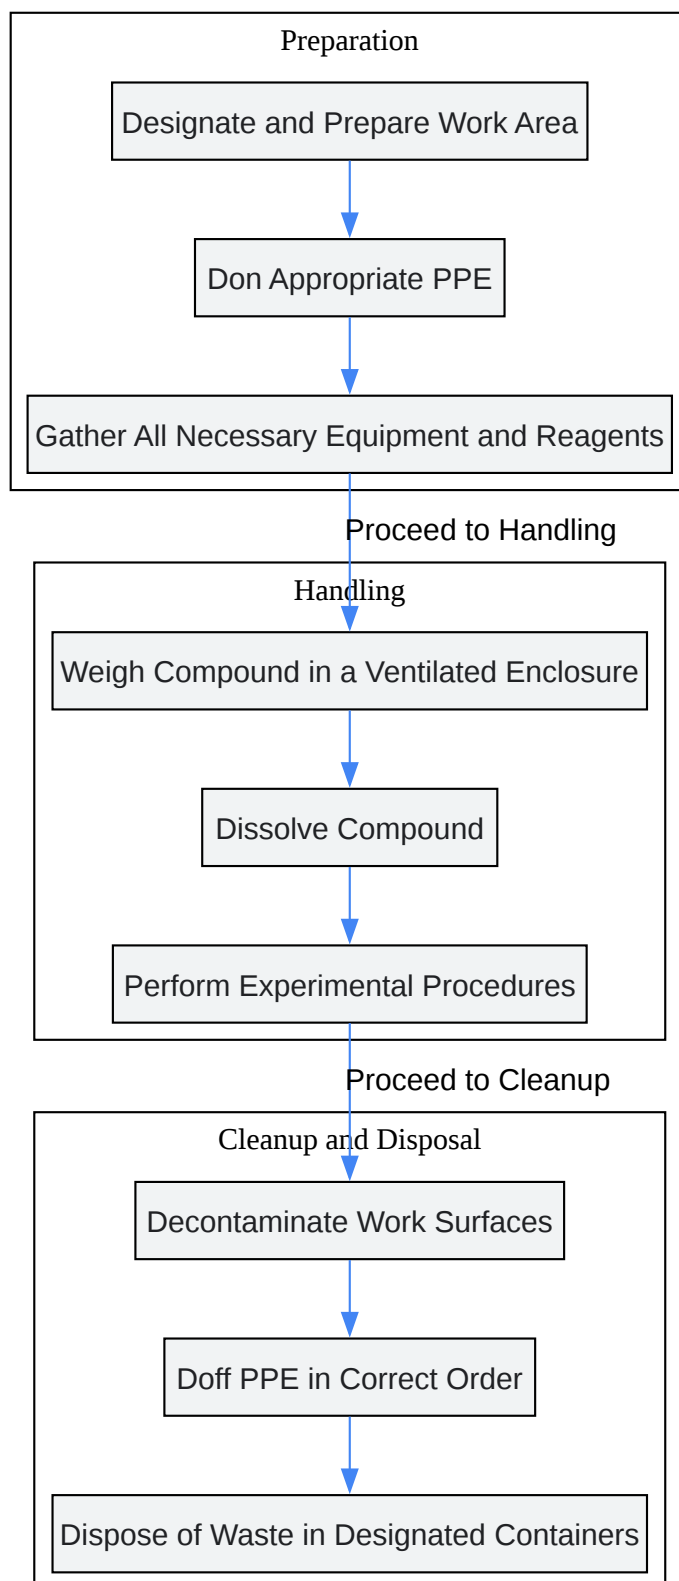 Preparation
Designate and Prepare Work Area
Don Appropriate PPE
Gather All Necessary Equipment and Reagents
Proceed to Handling
Handling
Weigh Compound in a Ventilated Enclosure
Dissolve Compound
Perform Experimental Procedures
Proceed to Cleanup
Cleanup and Disposal
Decontaminate Work Surfaces
Doff PPE in Correct Order
Dispose of Waste in Designated Containers